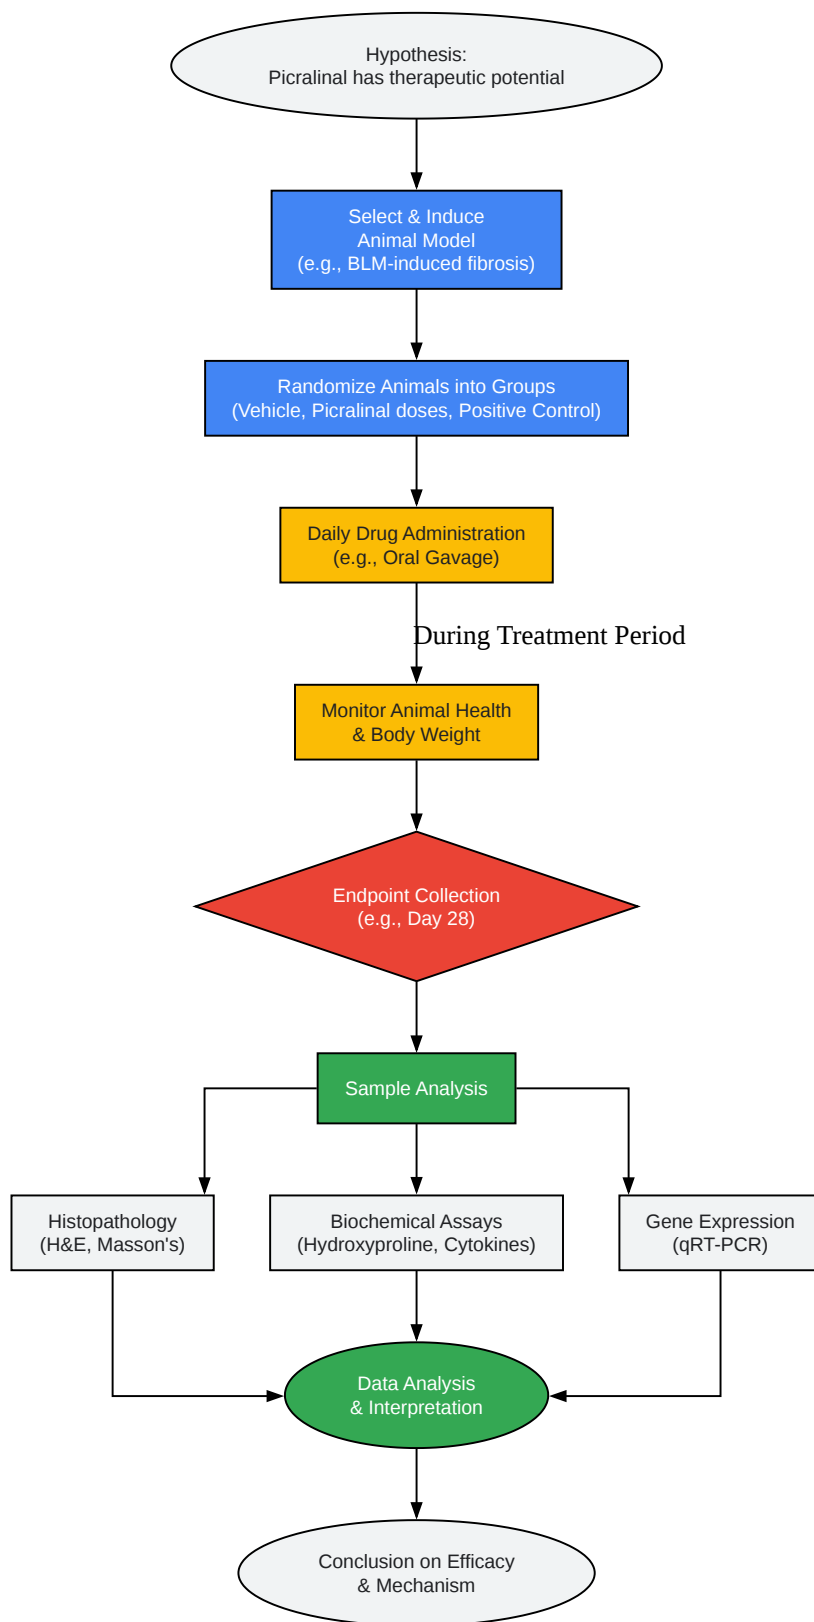 Hypothesis:
Picralinal has therapeutic potential
Select & Induce
Animal Model
(e.g., BLM-induced fibrosis)
Randomize Animals into Groups
(Vehicle, Picralinal doses, Positive Control)
Daily Drug Administration
(e.g., Oral Gavage)
During Treatment Period
Monitor Animal Health
& Body Weight
Endpoint Collection
(e.g., Day 28)
Sample Analysis
Histopathology
(H&E, Masson's)
Biochemical Assays
(Hydroxyproline, Cytokines)
Gene Expression
(qRT-PCR)
Data Analysis
& Interpretation
Conclusion on Efficacy
& Mechanism